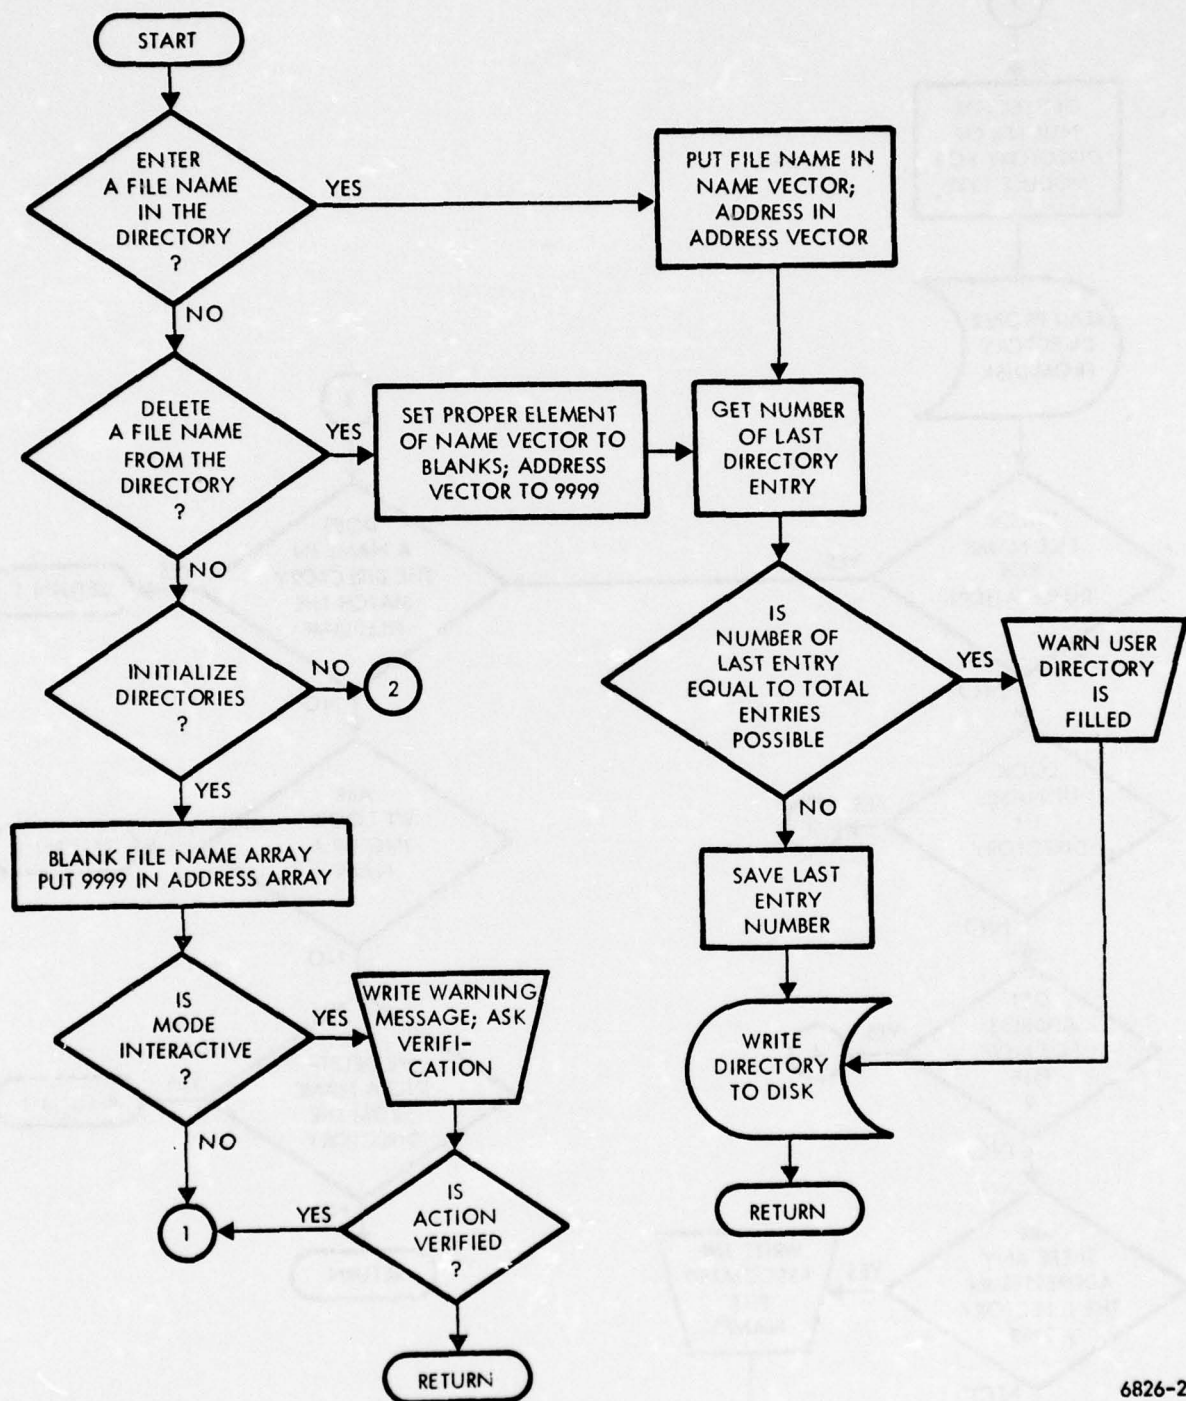 START
ENTER
A FILE NAME
IN THE
DIRECTORY
?
YES
PUT FILE NAME IN
NAME VECTOR;
ADDRESS IN
ADDRESS VECTOR
NO
DELETE
A FILE NAME
FROM THE
DIRECTORY
?
YES
SET PROPER ELEMENT
OF NAME VECTOR TO
BLANKS; ADDRESS
VECTOR TO 9999
GET NUMBER
OF LAST
DIRECTORY
ENTRY
NO
INITIALIZE
DIRECTORIES
?
NO
2
IS
NUMBER OF
LAST ENTRY
EQUAL TO TOTAL
ENTRIES
POSSIBLE
YES
WARN USER
DIRECTORY
IS
FILLED
YES
NO
BLANK FILE NAME ARRAY
PUT 9999 IN ADDRESS ARRAY
SAVE LAST
ENTRY
NUMBER
IS
MODE
INTERACTIVE
?
YES
WRITE WARNING
MESSAGE; ASK
VERIFI-
CATION
WRITE
DIRECTORY
TO DISK
NO
1
YES
IS
ACTION
VERIFIED
?
RETURN
RETURN
6826-2